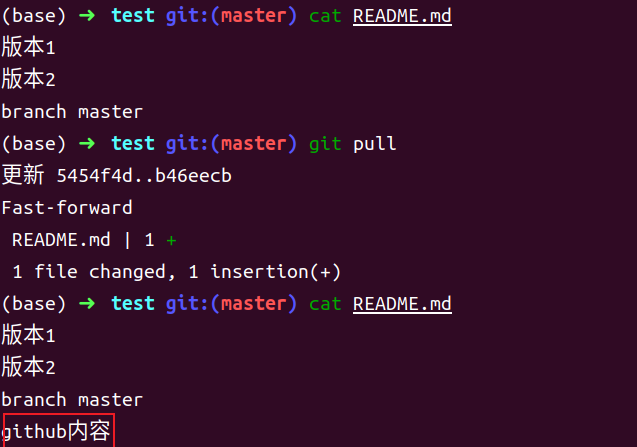 (base) ➜ test git:(master) cat README.md
版本1
版本2
branch master
(base) ➜ test git:(master) git pull
更新 5454f4d..b46eecb
Fast-forward
 README.md | 1 +
 1 file changed, 1 insertion(+)
(base) ➜ test git:(master) cat README.md
版本1
版本2
branch master
github内容